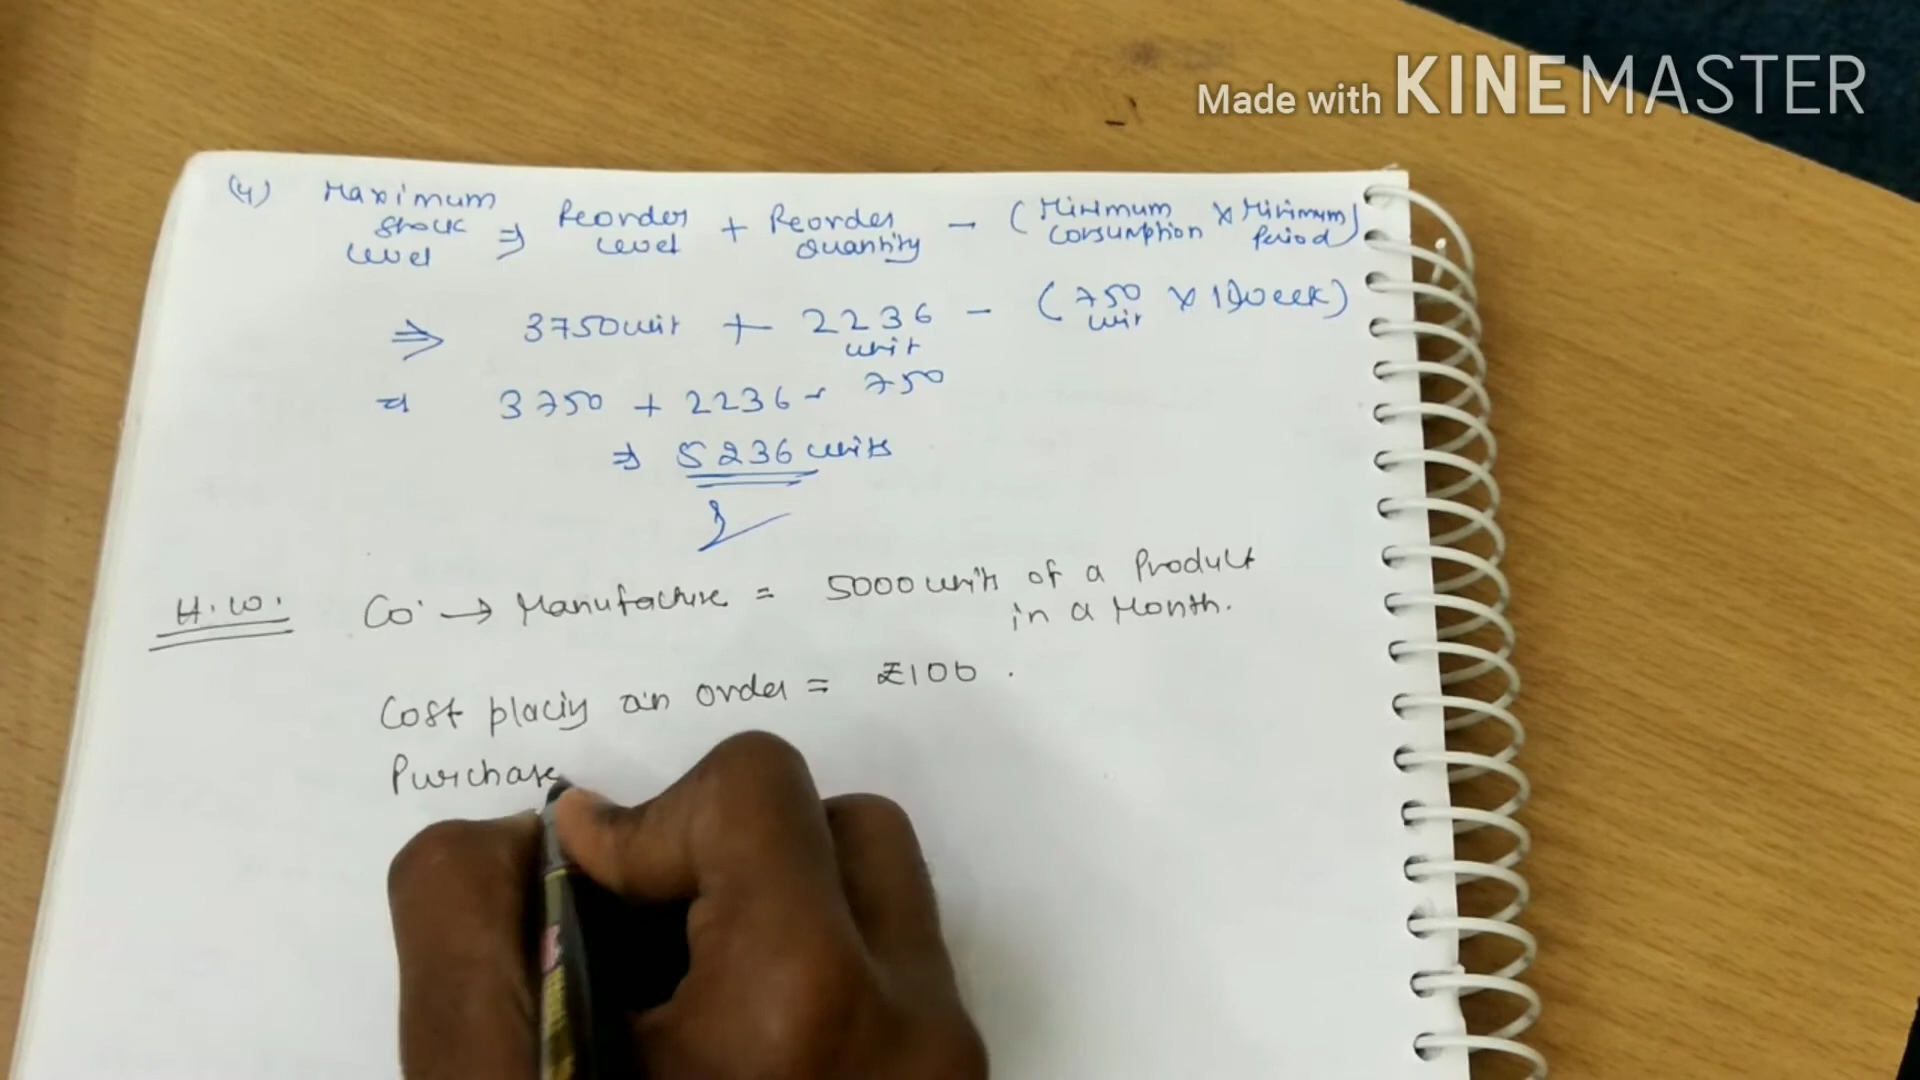 Made with KINEMASTER
(4) Maximum Stock Level ⇒ Reorder Level + Reorder Quantity - (Minimum Consumption x Minimum Period)
⇒ 3750 unit + 2236 unit - (750 unit x 1 week)
⇒ 3750 + 2236 - 750
⇒ 5236 units
H.W. Co. → Manufacture = 5000 units of a Product
in a Month.
Cost placing an order = ₹100.
Purchase